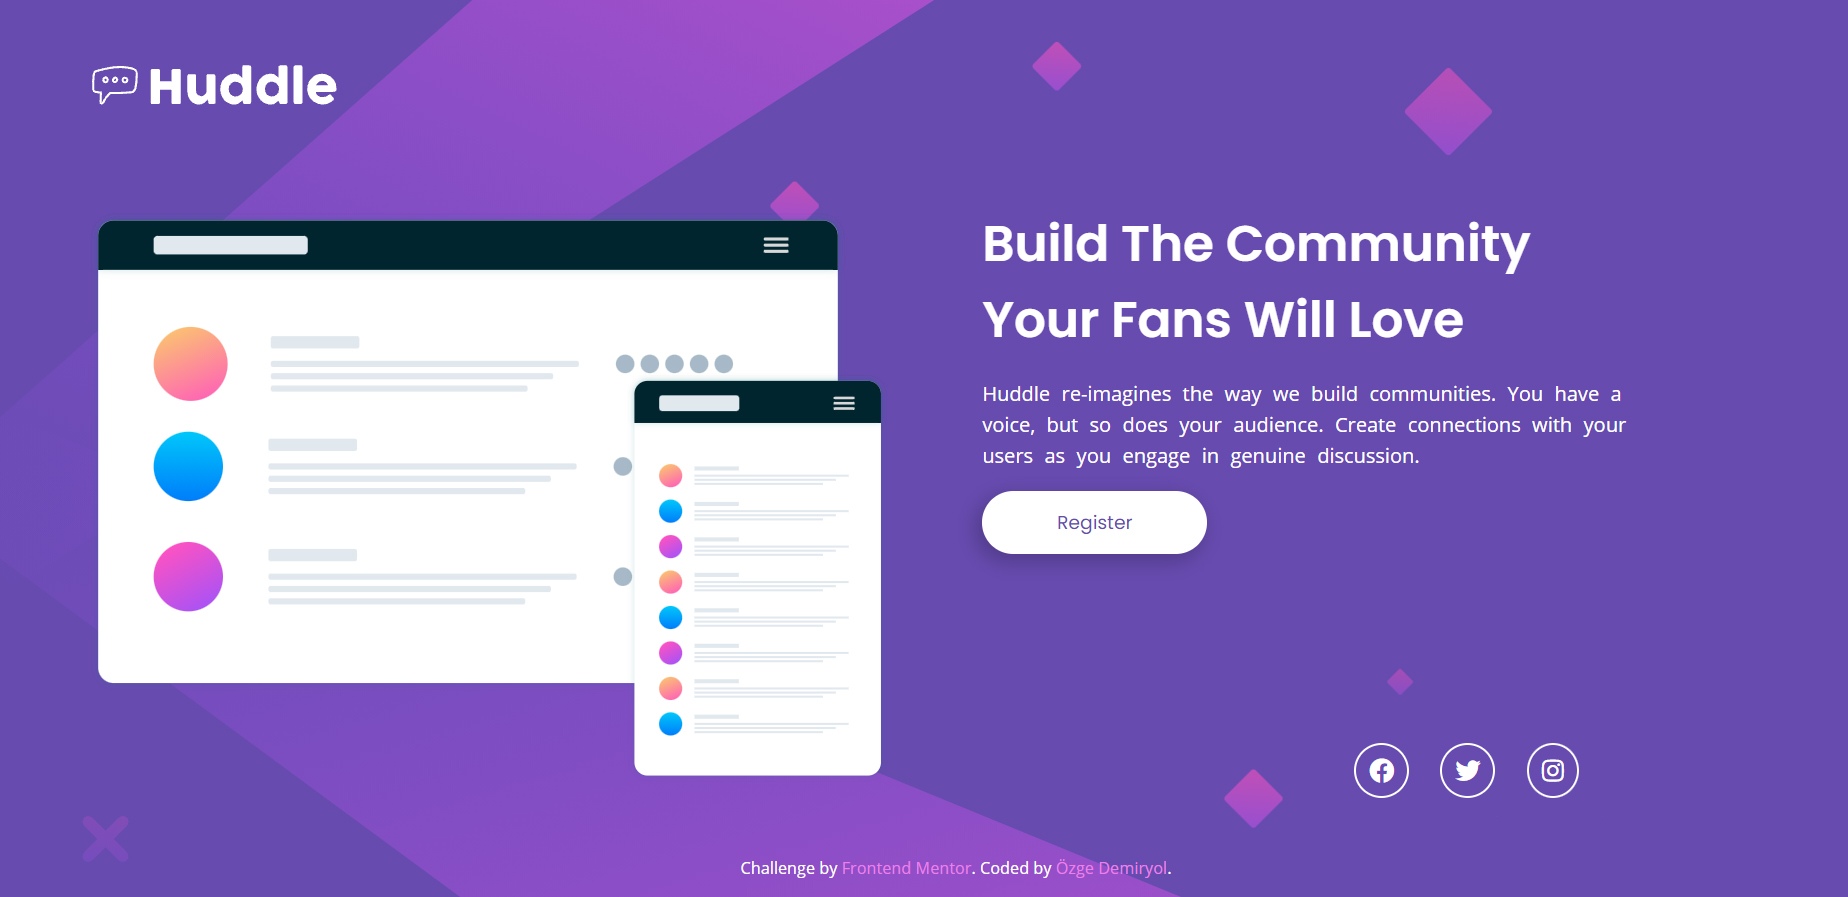 Huddle
Build The Community
Your Fans Will Love
Huddle re-imagines the way we build communities. You have a
voice, but so does your audience. Create connections with your
users as you engage in genuine discussion.
Register
Challenge by Frontend Mentor. Coded by Özge Demiryol.